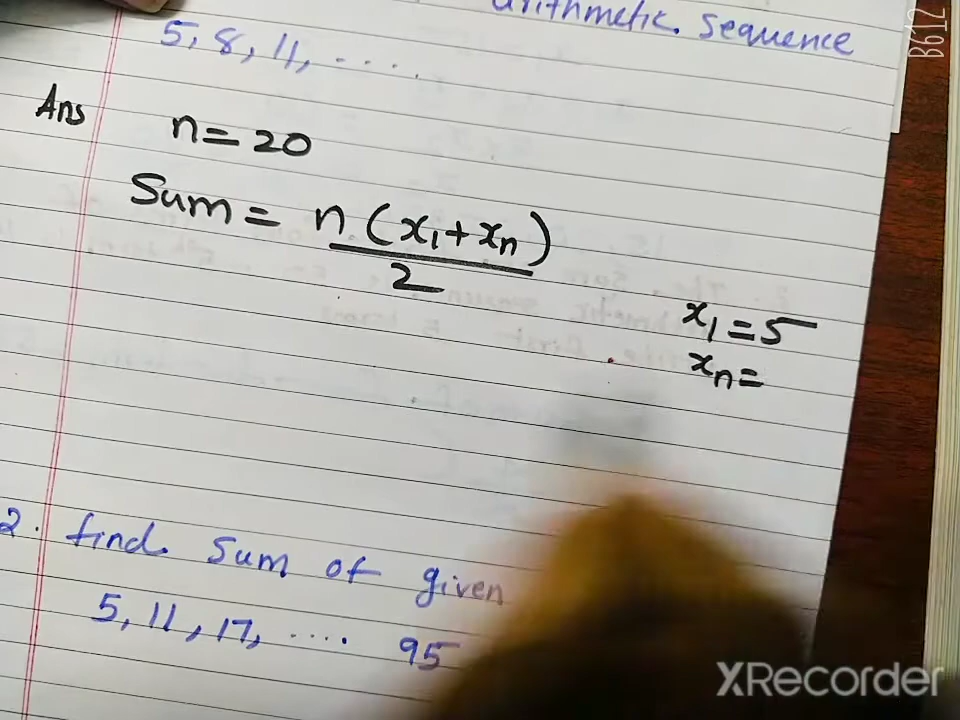 arithmetic. Sequence
5, 8, 11, .....
Ans
n = 20
Sum = n (x₁ + xₙ)
2
x₁ = 5
xₙ =
2. find. Sum of given
5, 11, 17, .... 95
B612
XRecorder